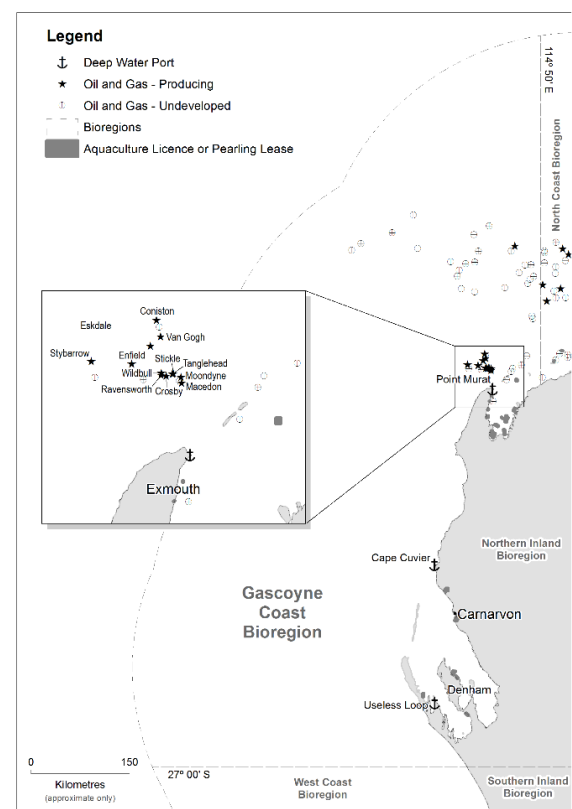 Legend
Deep Water Port
Oil and Gas - Producing
Oil and Gas - Undeveloped
Bioregions
Aquaculture Licence or Pearling Lease
114° 50' E
North Coast Bioregion
Coniston
Eskdale
Van Gogh
Stybarrow
Enfield
Stickle
Tanglehead
Wildbull
Moondyne
Ravensworth
Crosby
Macedon
Exmouth
Point Murat
Northern Inland
Bioregion
Cape Cuvier
Gascoyne
Coast
Bioregion
Carnarvon
Denham
Useless Loop
0 150
Kilometres
(approximate only)
27° 00' S
West Coast
Bioregion
Southern Inland
Bioregion